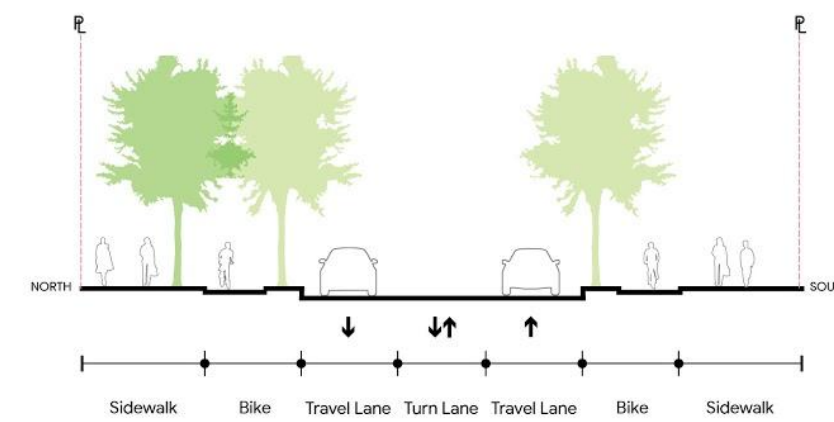 PL PL
NORTH SOU
Sidewalk Bike Travel Lane Turn Lane Travel Lane Bike Sidewalk